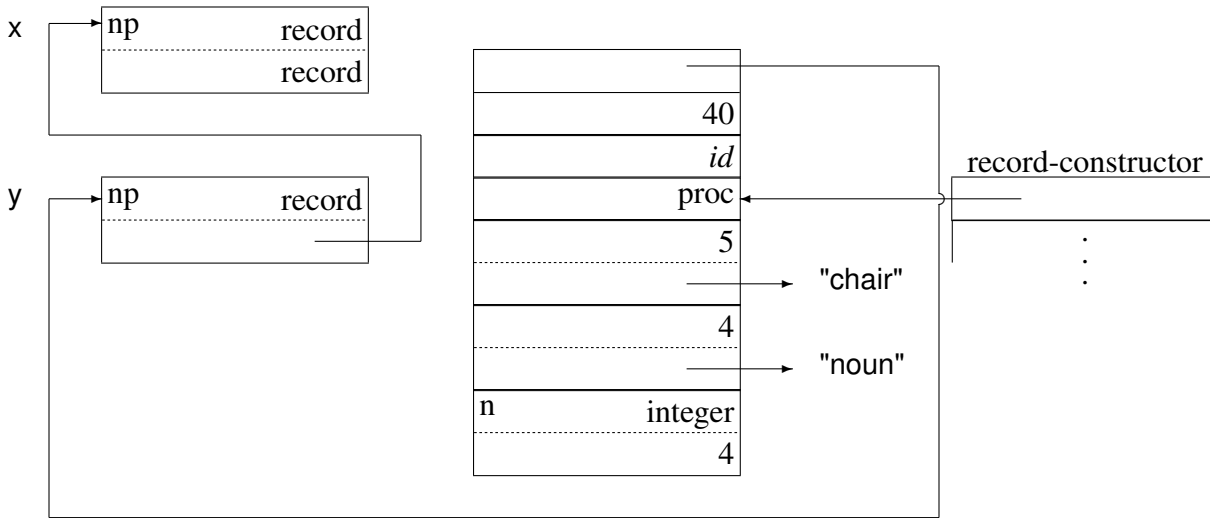 x
np record
record
y
np record
40
id
proc
5
"chair"
4
"noun"
n integer
4
record-constructor